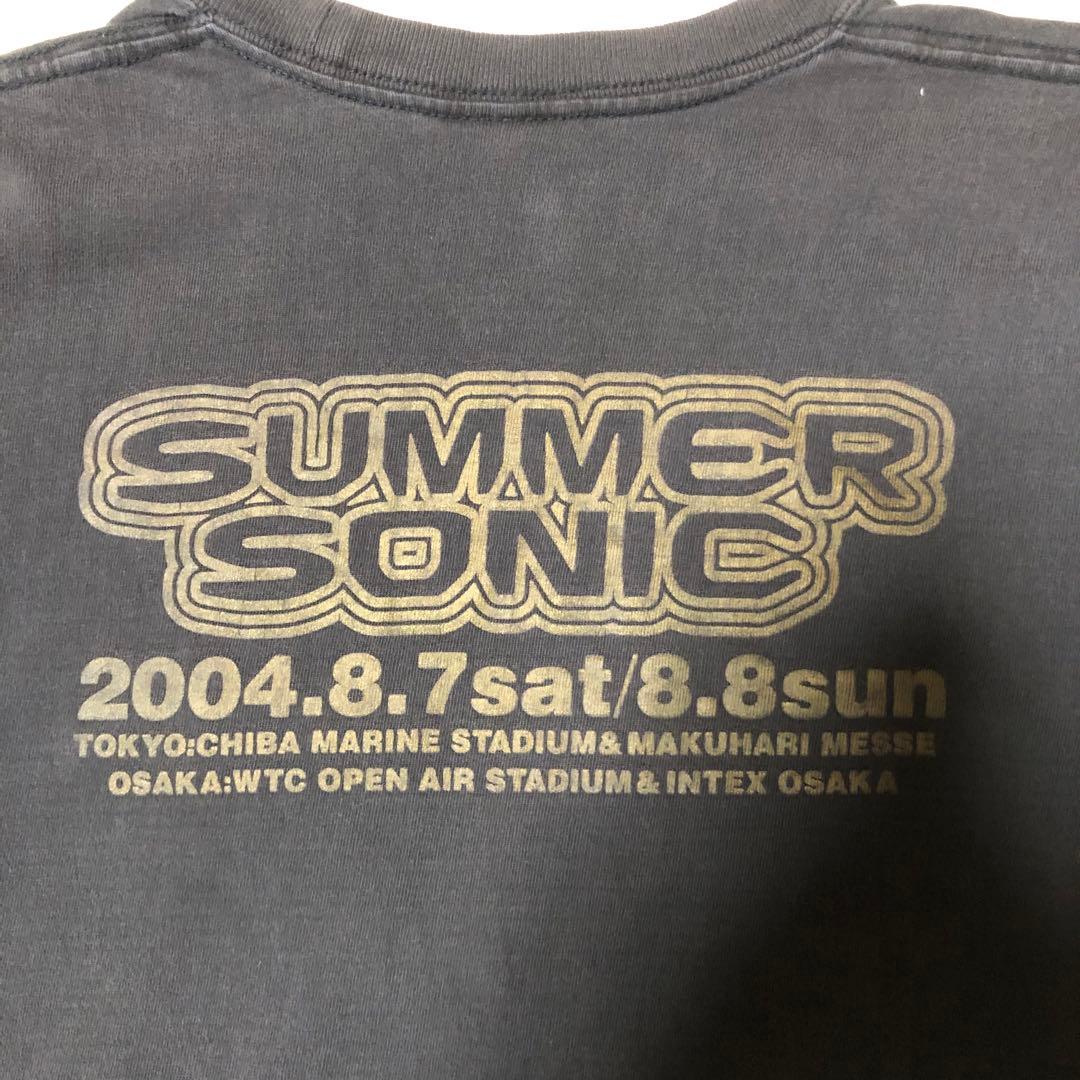 SUMMER
SONIC
2004.8.7sat/8.8sun
TOKYO:CHIBA MARINE STADIUM&MAKUHARI MESSE
OSAKA:WTC OPEN AIR STADIUM&INTEX OSAKA